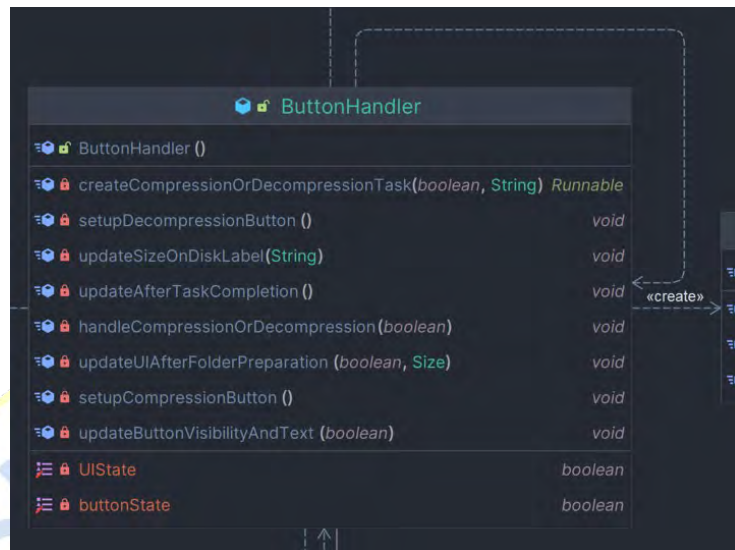 ButtonHandler
ButtonHandler ()
createCompressionOrDecompressionTask(boolean, String) Runnable
setupDecompressionButton () void
updateSizeOnDiskLabel(String) void
updateAfterTaskCompletion () void
«create»
handleCompressionOrDecompression(boolean) void
updateUIAfterFolderPreparation (boolean, Size) void
setupCompressionButton () void
updateButtonVisibilityAndText (boolean) void
UIState boolean
buttonState boolean